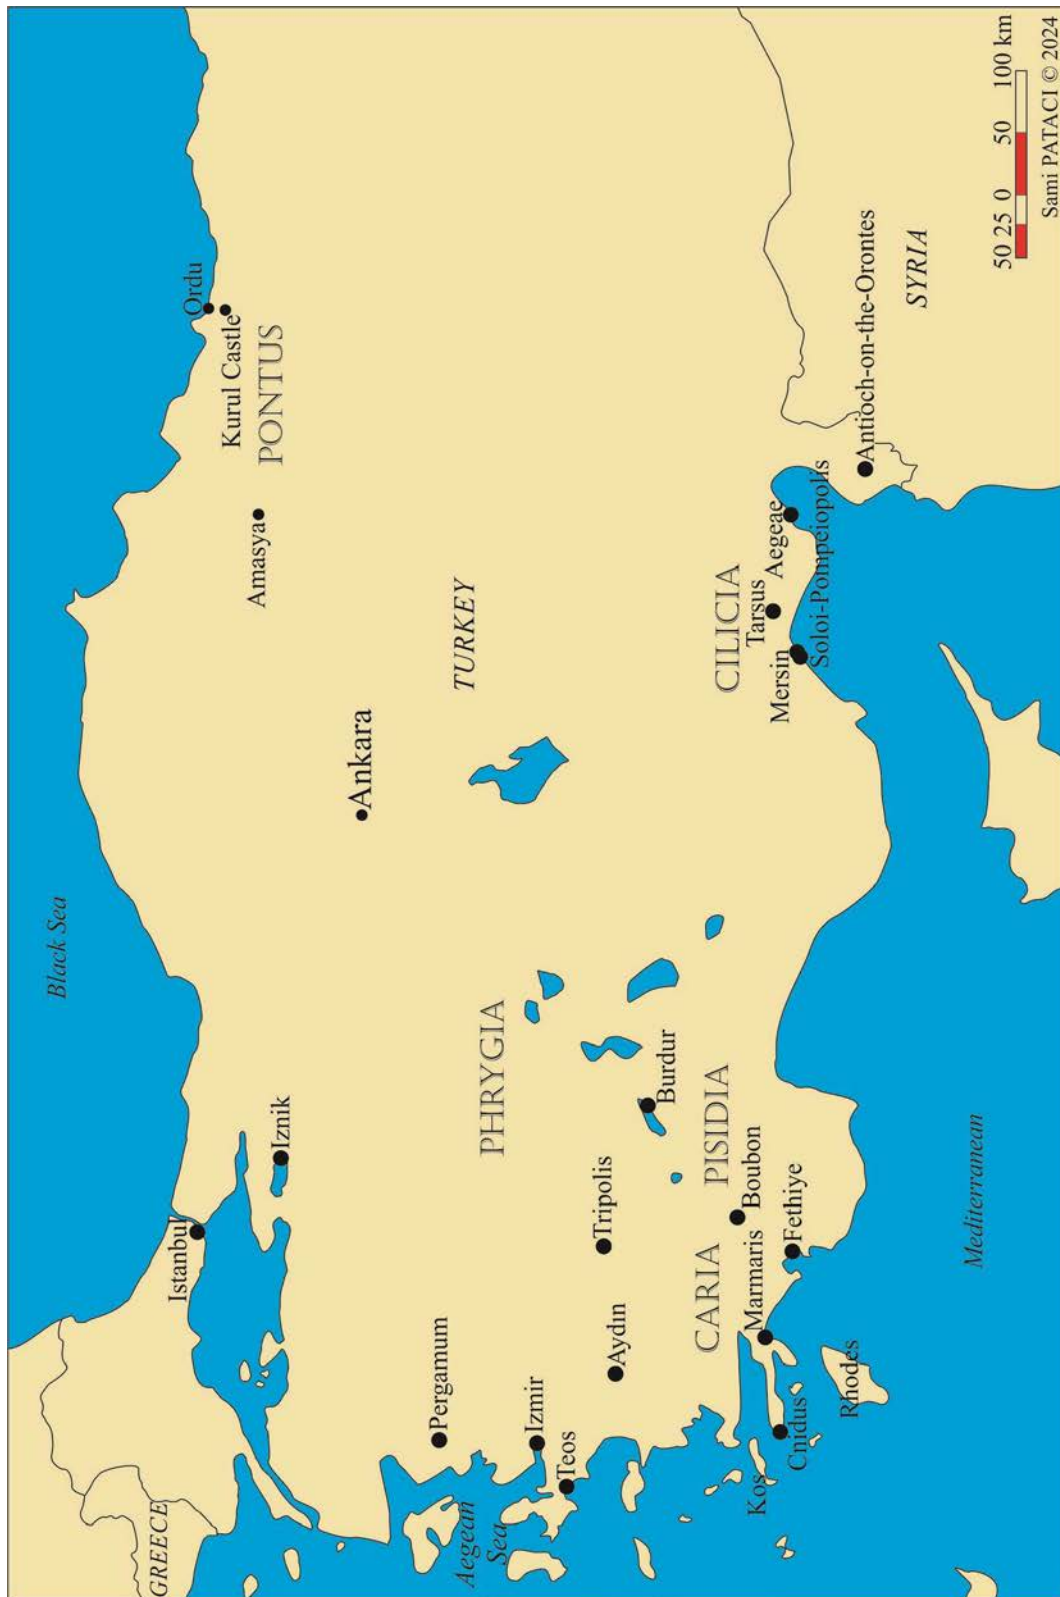 Black Sea
GREECE
Istanbul
Iznik
Ordu
Kurul Castle
PONTUS
Amasya
Ankara
TURKEY
PHRYGIA
Pergamum
Aegean
Sea
Izmir
Teos
Aydın
Tripolis
Burdur
PISIDIA
CARIA
Boubon
Marmaris
Fethiye
Kos
Cnidus
Rhodes
CILICIA
Tarsus
Mersin
Aegeae
Soloi-Pompeiopolis
Antioch-on-the-Orontes
SYRIA
Mediterranean
50 25 0 50 100 km
Sami PATACI © 2024